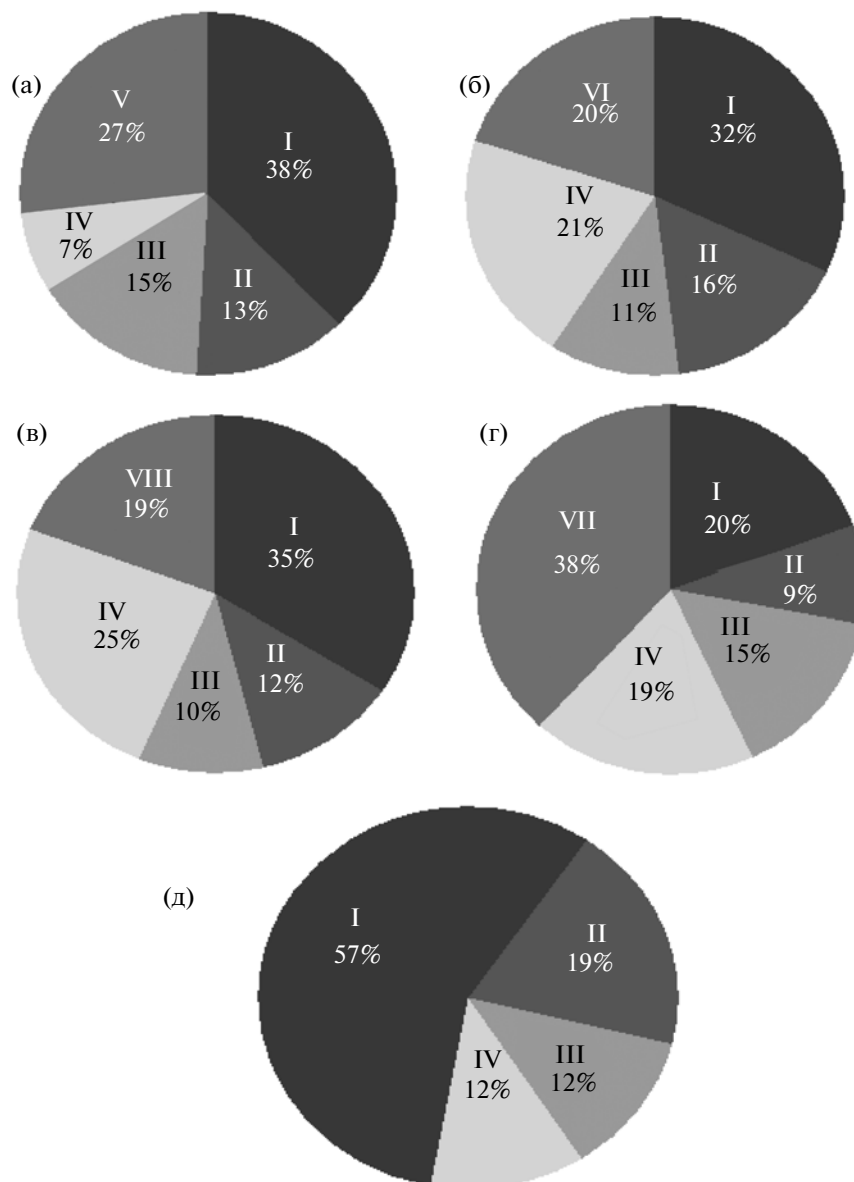 (а)
V
27%
I
38%
IV
7%
III
15%
II
13%
(б)
VI
20%
I
32%
IV
21%
II
16%
III
11%
(в)
VIII
19%
I
35%
IV
25%
II
12%
III
10%
(г)
VII
38%
I
20%
II
9%
III
15%
IV
19%
(д)
I
57%
II
19%
III
12%
IV
12%